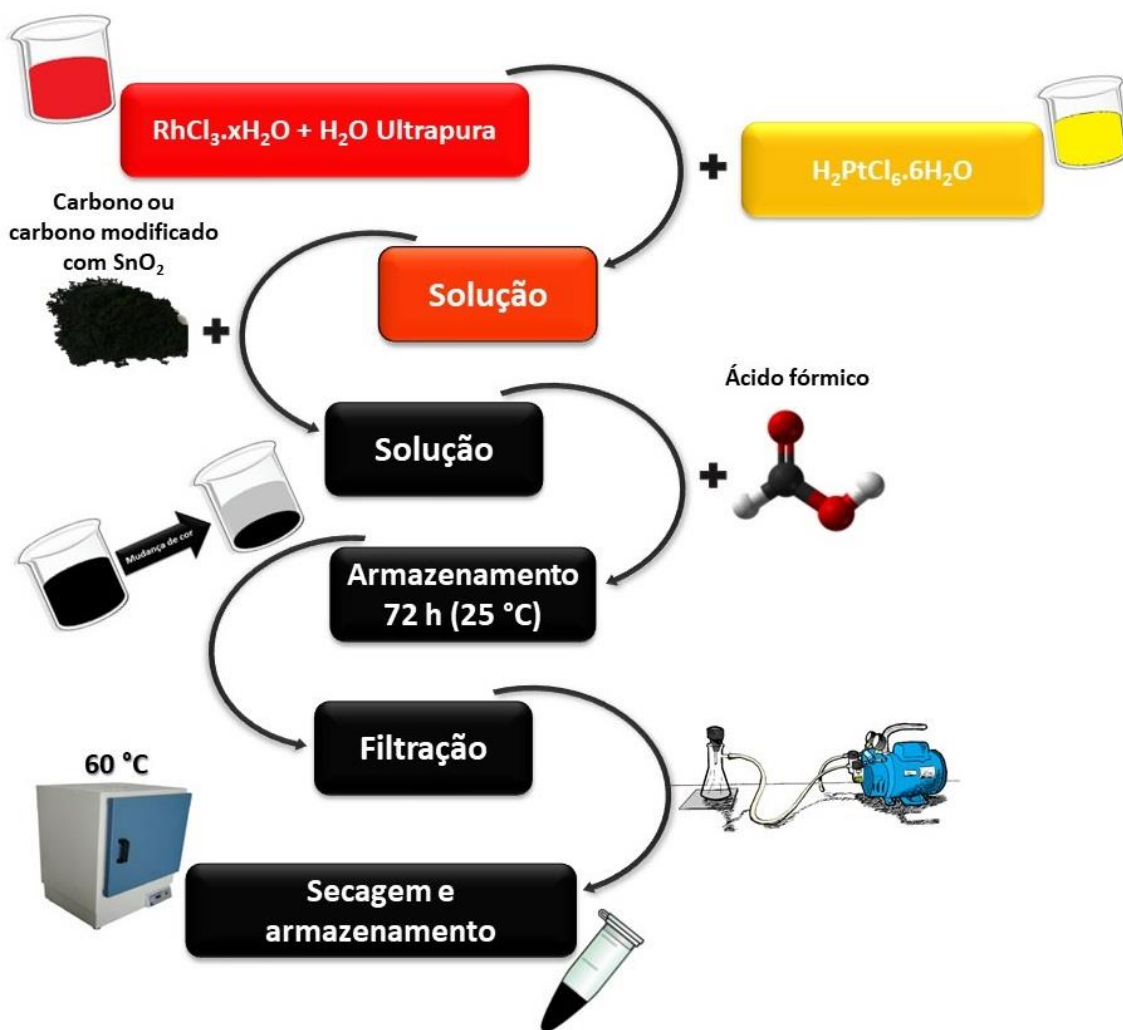 RhCl₃.xH₂O + H₂O Ultrapura
H₂PtCl₆.6H₂O
Carbono ou
carbono modificado
com SnO₂
+
+
Solução
Ácido fórmico
Solução
+
Mudança de cor
Armazenamento
72 h (25 °C)
Filtração
60 °C
Secagem e
armazenamento